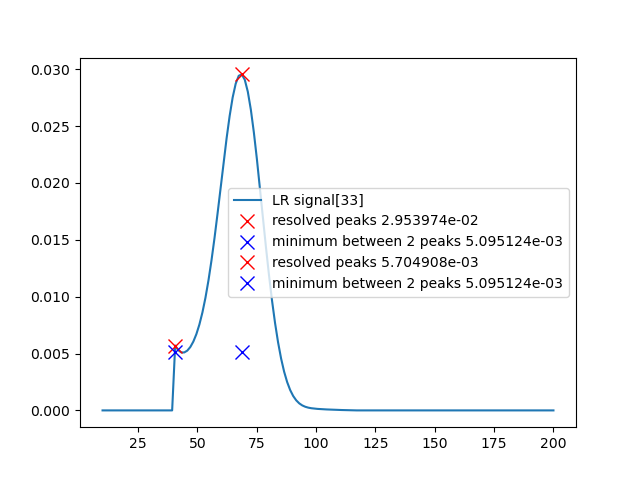 0.030
0.025
0.020
0.015
0.010
0.005
0.000
LR signal[33]
resolved peaks 2.953974e-02
minimum between 2 peaks 5.095124e-03
resolved peaks 5.704908e-03
minimum between 2 peaks 5.095124e-03
25 50 75 100 125 150 175 200